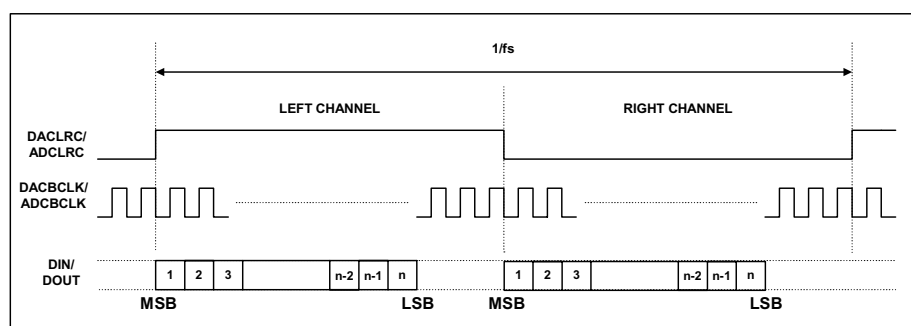 1/fs
LEFT CHANNEL
RIGHT CHANNEL
DACLRC/
ADCLRC
DACBCLK/
ADCBCLK
DIN/
DOUT
1 2 3 n-2 n-1 n 1 2 3 n-2 n-1 n
MSB LSB MSB LSB